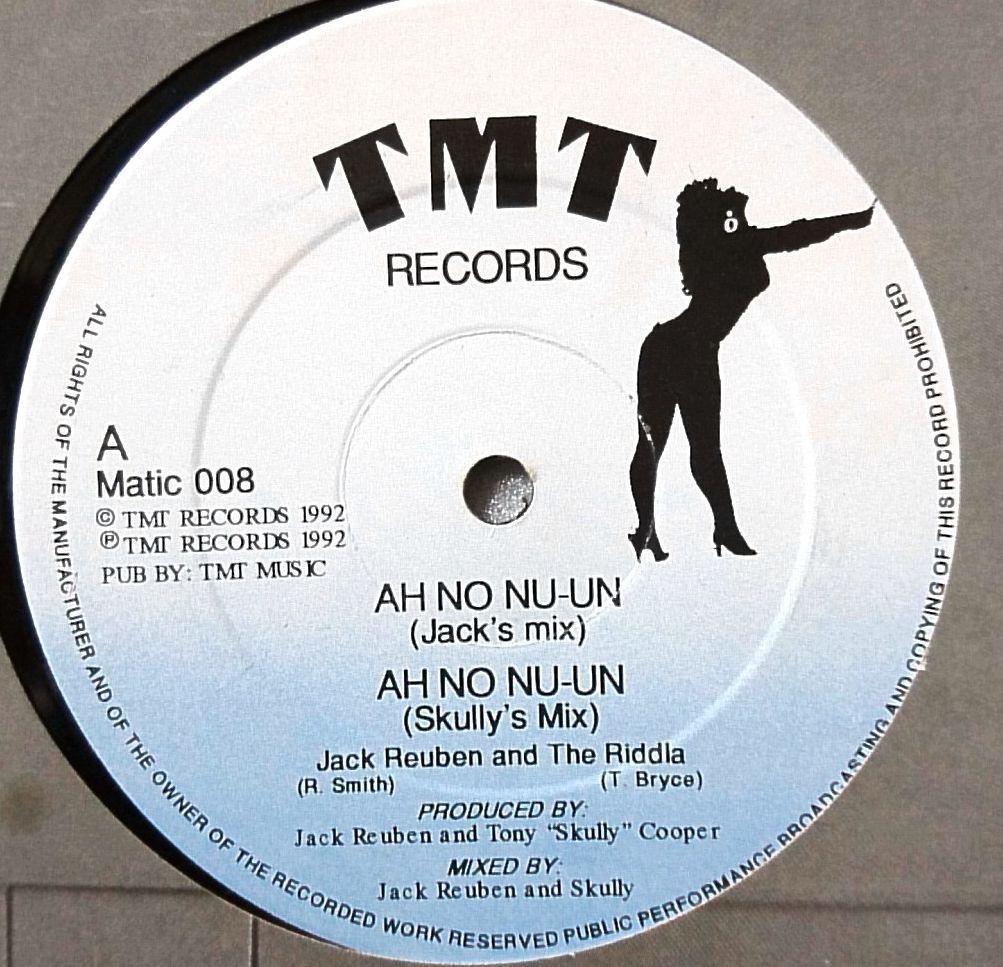 TMT
RECORDS
A
Matic 008
© TMT RECORDS 1992
℗ TMT RECORDS 1992
PUB BY: TMT MUSIC
AH NO NU-UN
(Jack's mix)
AH NO NU-UN
(Skully's Mix)
Jack Reuben and The Riddla
(R. Smith) (T. Bryce)
PRODUCED BY:
Jack Reuben and Tony "Skully" Cooper
MIXED BY:
Jack Reuben and Skully
ALL RIGHTS OF THE MANUFACTURER AND OF THE OWNER OF THE RECORDED WORK RESERVED PUBLIC PERFORMANCE BROADCASTING AND COPYING OF THIS RECORD PROHIBITED